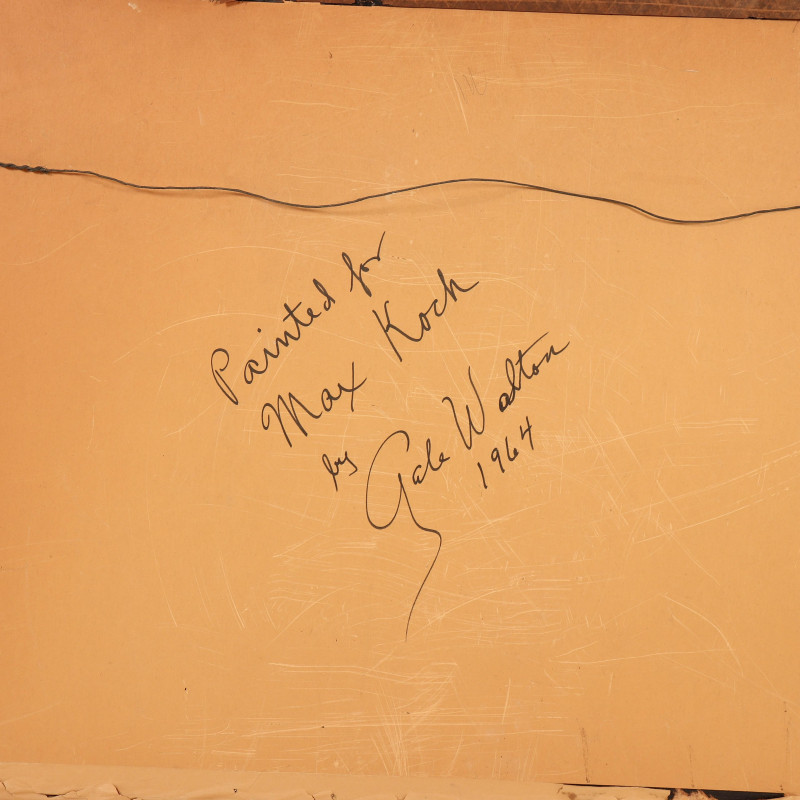 Painted for
Max Koch
by Gale Walton
1964